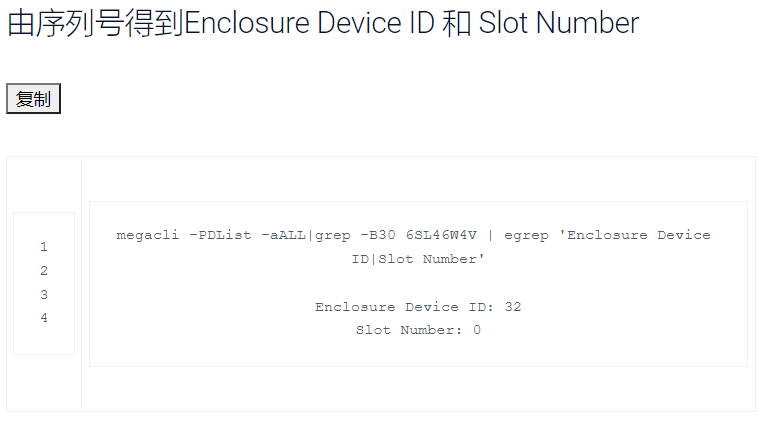 由序列号得到Enclosure Device ID 和 Slot Number
复制
1
2
3
4
megacli -PDList -aALL|grep -B30 6SL46W4V | egrep 'Enclosure Device
ID|Slot Number'
Enclosure Device ID: 32
Slot Number: 0